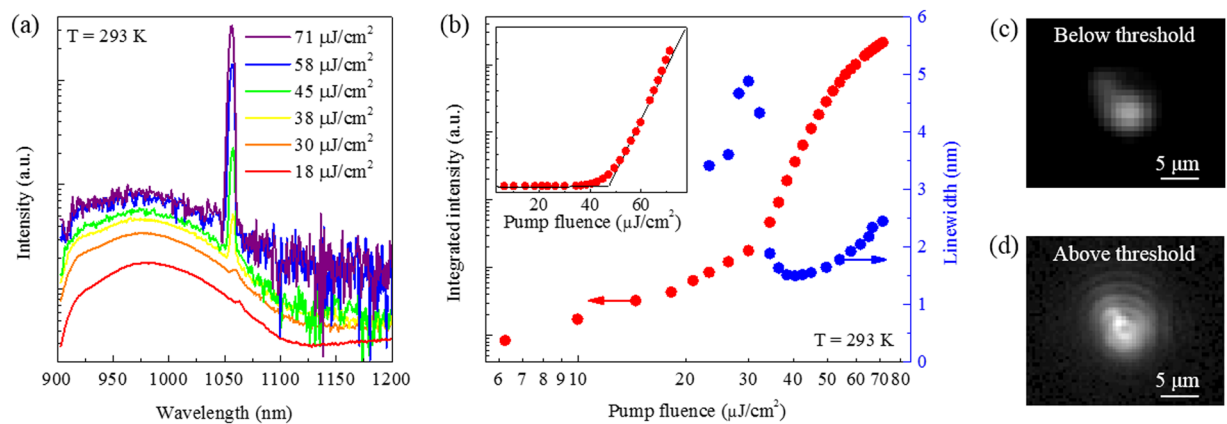 (a)
T = 293 K
71 μJ/cm²
58 μJ/cm²
45 μJ/cm²
38 μJ/cm²
30 μJ/cm²
18 μJ/cm²
Intensity (a.u.)
900 950 1000 1050 1100 1150 1200
Wavelength (nm)
(b)
Integrated intensity (a.u.)
20 40 60
Pump fluence (μJ/cm²)
T = 293 K
6 7 8 9 10 20 30 40 50 60 70 80
Pump fluence (μJ/cm²)
6
5
4
3
2
1
0
Linewidth (nm)
(c)
Below threshold
5 μm
(d)
Above threshold
5 μm